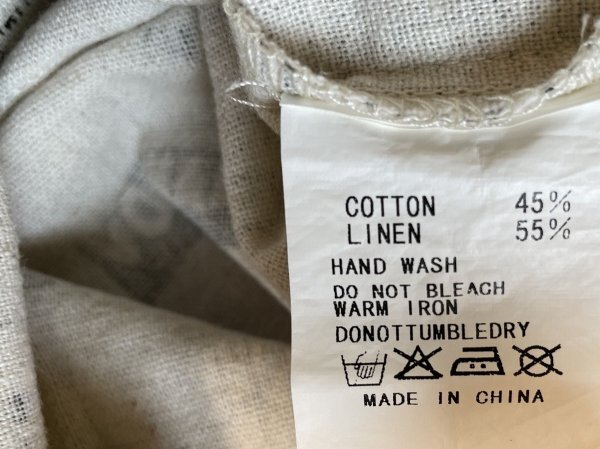 COTTON 45%
LINEN 55%
HAND WASH
DO NOT BLEACH
WARM IRON
DONOTTUMBLEDRY
MADE IN CHINA